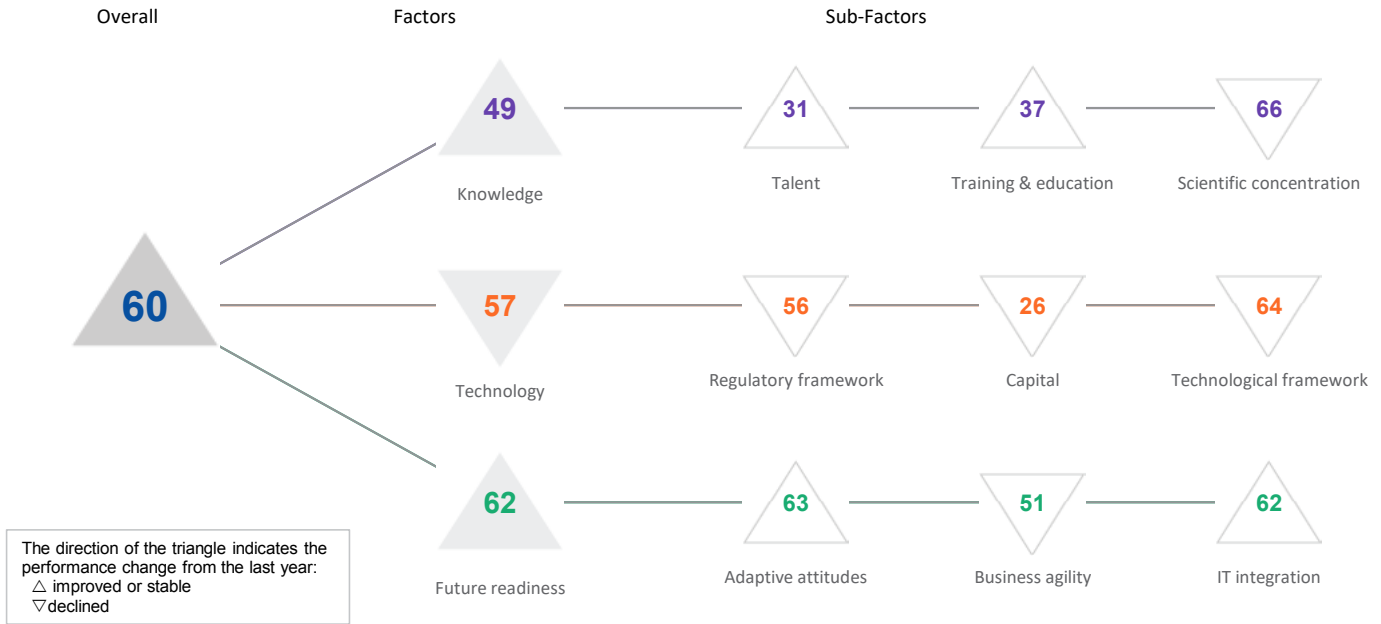 Overall
Factors
Sub-Factors
49
31
37
66
Knowledge
Talent
Training & education
Scientific concentration
60
57
56
26
64
Technology
Regulatory framework
Capital
Technological framework
62
63
51
62
Future readiness
Adaptive attitudes
Business agility
IT integration
The direction of the triangle indicates the
performance change from the last year:
△ improved or stable
▽declined